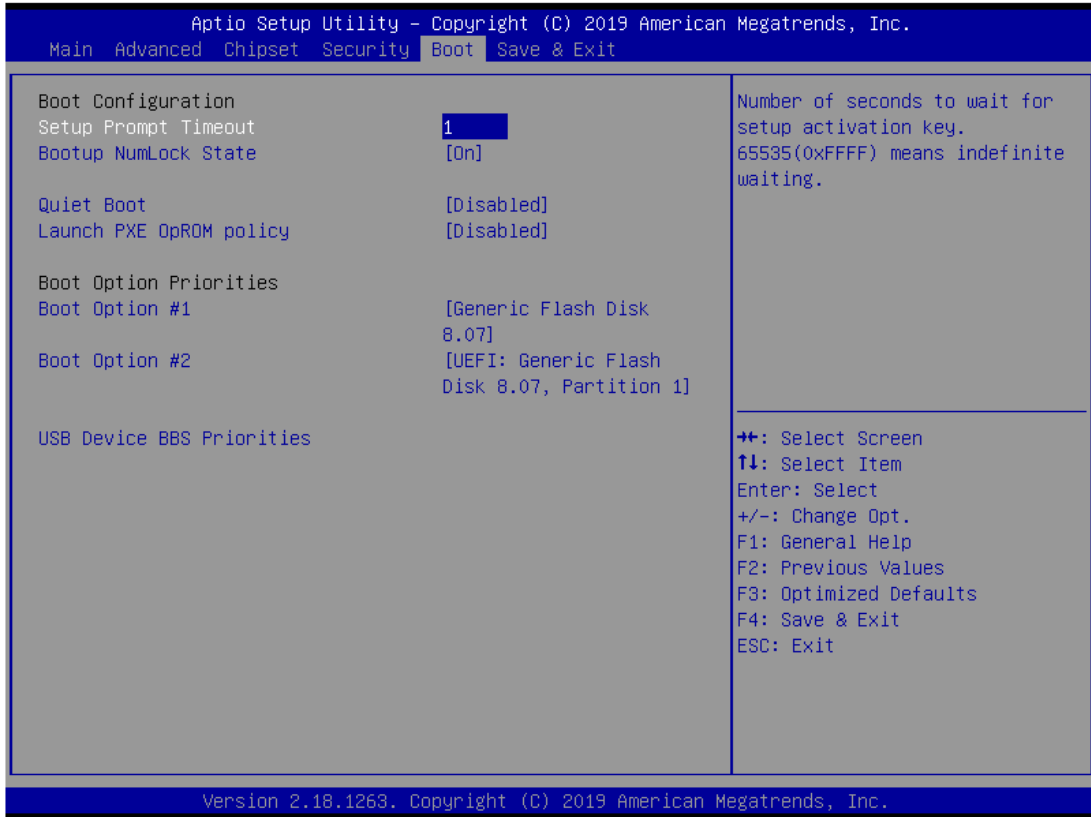 Aptio Setup Utility – Copyright (C) 2019 American Megatrends, Inc.
Main Advanced Chipset Security Boot Save & Exit
Boot Configuration
Setup Prompt Timeout 1
Bootup NumLock State [On]
Quiet Boot [Disabled]
Launch PXE OpROM policy [Disabled]
Boot Option Priorities
Boot Option #1 [Generic Flash Disk
8.07]
Boot Option #2 [UEFI: Generic Flash
Disk 8.07, Partition 1]
USB Device BBS Priorities
Number of seconds to wait for
setup activation key.
65535(0xFFFF) means indefinite
waiting.
→←: Select Screen
↑↓: Select Item
Enter: Select
+/-: Change Opt.
F1: General Help
F2: Previous Values
F3: Optimized Defaults
F4: Save & Exit
ESC: Exit
Version 2.18.1263. Copyright (C) 2019 American Megatrends, Inc.